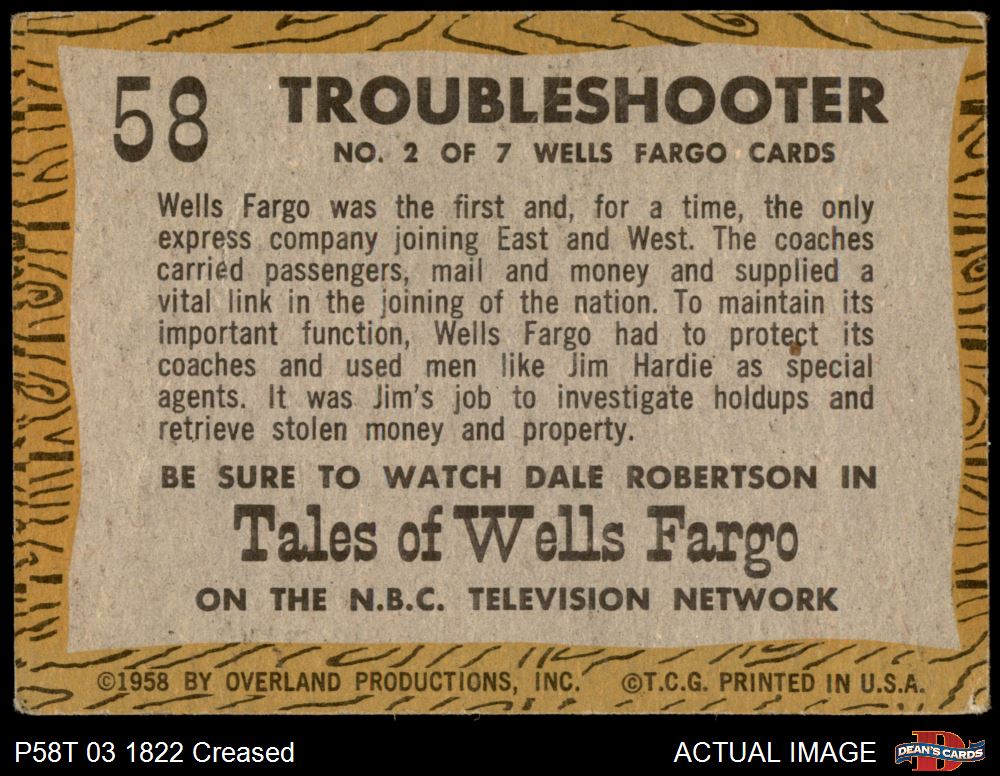 58
TROUBLESHOOTER
NO. 2 OF 7 WELLS FARGO CARDS
Wells Fargo was the first and, for a time, the only
express company joining East and West. The coaches
carried passengers, mail and money and supplied a
vital link in the joining of the nation. To maintain its
important function, Wells Fargo had to protect its
coaches and used men like Jim Hardie as special
agents. It was Jim's job to investigate holdups and
retrieve stolen money and property.
BE SURE TO WATCH DALE ROBERTSON IN
Tales of Wells Fargo
ON THE N.B.C. TELEVISION NETWORK
©1958 BY OVERLAND PRODUCTIONS, INC. ©T.C.G. PRINTED IN U.S.A.
P58T 03 1822 Creased
ACTUAL IMAGE
D
DEAN'S CARDS